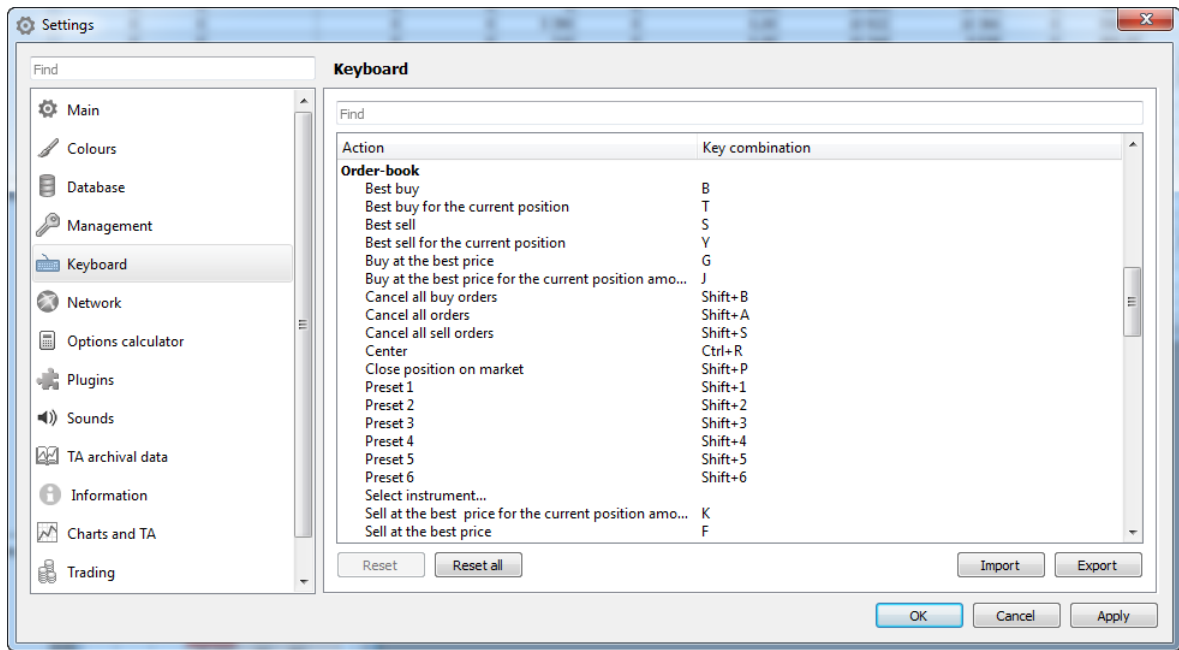 Settings
Find
Main
Colours
Database
Management
Keyboard
Network
Options calculator
Plugins
Sounds
TA archival data
Information
Charts and TA
Trading
Keyboard
Find
Action Key combination
Order-book
Best buy B
Best buy for the current position T
Best sell S
Best sell for the current position Y
Buy at the best price G
Buy at the best price for the current position amo... J
Cancel all buy orders Shift+B
Cancel all orders Shift+A
Cancel all sell orders Shift+S
Center Ctrl+R
Close position on market Shift+P
Preset 1 Shift+1
Preset 2 Shift+2
Preset 3 Shift+3
Preset 4 Shift+4
Preset 5 Shift+5
Preset 6 Shift+6
Select instrument...
Sell at the best  price for the current position amo... K
Sell at the best price F
Reset Reset all Import Export
OK Cancel Apply